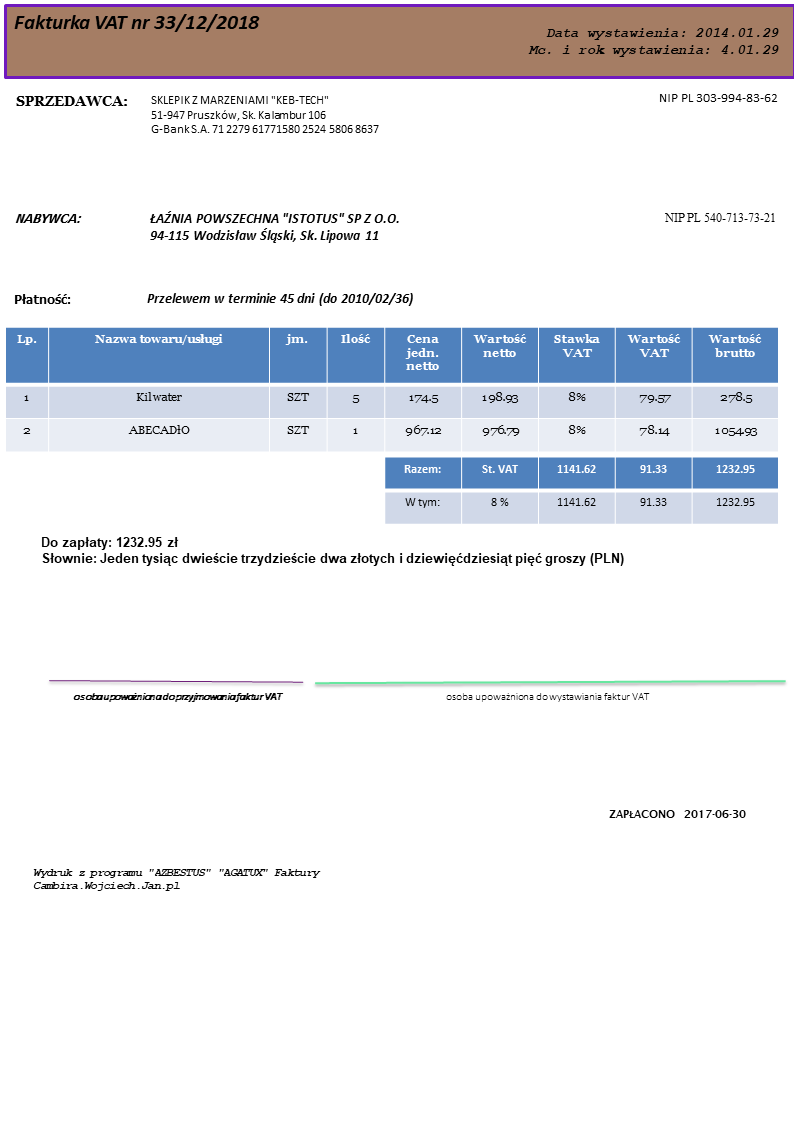 Fakturka VAT nr 33/12/2018
Data wystawienia: 2014.01.29
Mc. i rok wystawienia: 4.01.29
SPRZEDAWCA:
SKLEPIK Z MARZENIAMI "KEB-TECH"
NIP PL 303-994-83-62
51-947 Pruszków, Sk. Kalambur 106
G-Bank S.A. 71 2279 61771580 2524 5806 8637
NABYWCA:
ŁAŹNIA POWSZECHNA "ISTOTUS" SP Z O.O.
NIP PL 540-713-73-21
94-115 Wodzisław Śląski, Sk. Lipowa 11
Płatność:
Przelewem w terminie 45 dni (do 2010/02/36)
Lp. Nazwa towaru/usługi jm. Ilość Cena jedn. netto Wartość netto Stawka VAT Wartość VAT Wartość brutto
1 Kilwater SZT 5 174.5 198.93 8% 79.57 278.5
2 ABECADłO SZT 1 967.12 976.79 8% 78.14 1054.93
Razem: St. VAT 1141.62 91.33 1232.95
W tym: 8 % 1141.62 91.33 1232.95
Do zapłaty: 1232.95 zł
Słownie: Jeden tysiąc dwieście trzydzieście dwa złotych i dziewięćdziesiąt pięć groszy (PLN)
osoba upoważniona do przyjmowania faktur VAT
osoba upoważniona do wystawiania faktur VAT
ZAPŁACONO 2017-06-30
Wydruk z programu "AZBESTUS" "AGATUX" Faktury
Cambira.Wojciech.Jan.pl